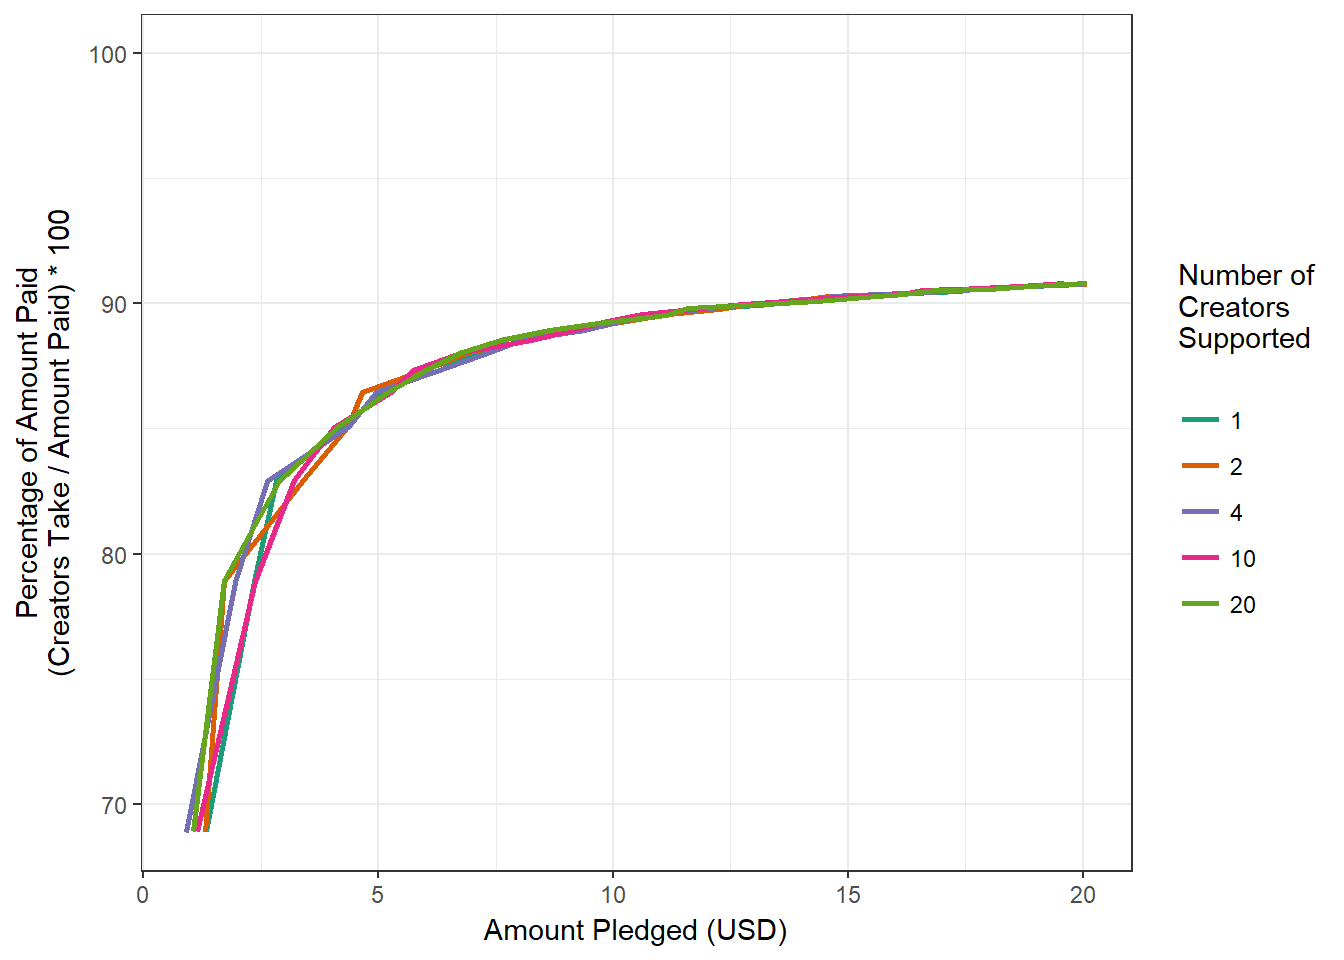 100
90
80
70
0
5
10
15
20
Amount Pledged (USD)
Percentage of Amount Paid
(Creators Take / Amount Paid) * 100
Number of
Creators
Supported
1
2
4
10
20